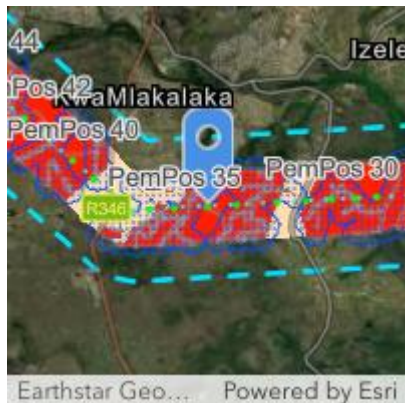 44
Izele
PemPos 42
KwaMlakalaka
PemPos 40
PemPos 35
PemPos 30
R346
Earthstar Geo...
Powered by Esri